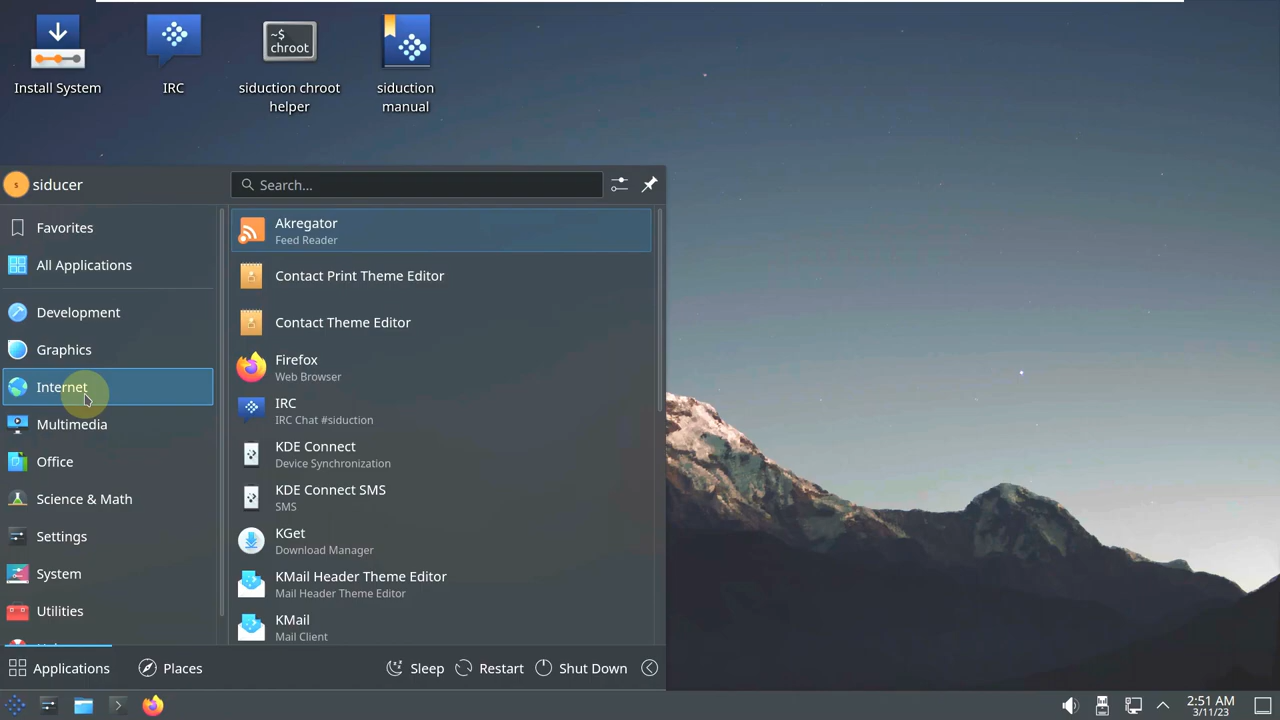 ~$
chroot
Install System
IRC
siduction chroot
helper
siduction
manual
s
siducer
Search...
Favorites
All Applications
Development
Graphics
Internet
Multimedia
Office
Science & Math
Settings
System
Utilities
Akregator
Feed Reader
Contact Print Theme Editor
Contact Theme Editor
Firefox
Web Browser
IRC
IRC Chat #siduction
KDE Connect
Device Synchronization
KDE Connect SMS
SMS
KGet
Download Manager
KMail Header Theme Editor
Mail Header Theme Editor
KMail
Mail Client
Applications
Places
Sleep
Restart
Shut Down
2:51 AM
3/11/23